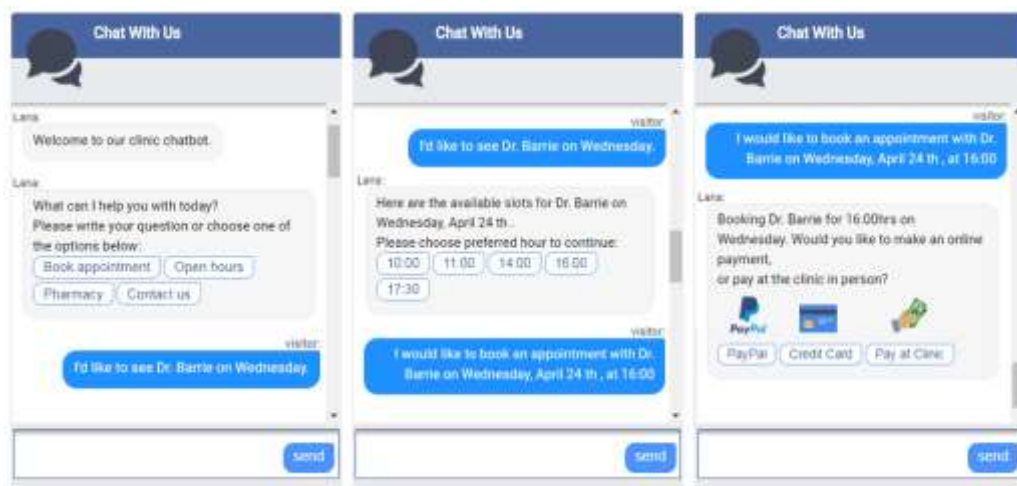 Chat With Us
Lana
Welcome to our clinic chatbot.
Lana
What can I help you with today?
Please write your question or choose one of
the options below:
Book appointment
Open hours
Pharmacy
Contact us
visitor:
I'd like to see Dr. Barrie on Wednesday.
send
Chat With Us
visitor:
I'd like to see Dr. Barrie on Wednesday.
Lana:
Here are the available slots for Dr. Barrie on
Wednesday, April 24 th .
Please choose preferred hour to continue:
10:00
11:00
14:00
16:00
17:30
visitor:
I would like to book an appointment with Dr.
Barrie on Wednesday, April 24 th , at 16:00
send
Chat With Us
visitor:
I would like to book an appointment with Dr.
Barrie on Wednesday, April 24 th , at 16:00
Lana:
Booking Dr. Barrie for 16:00hrs on
Wednesday. Would you like to make an online
payment,
or pay at the clinic in person?
PayPal
PayPal
Credit Card
Pay at Clinic
send